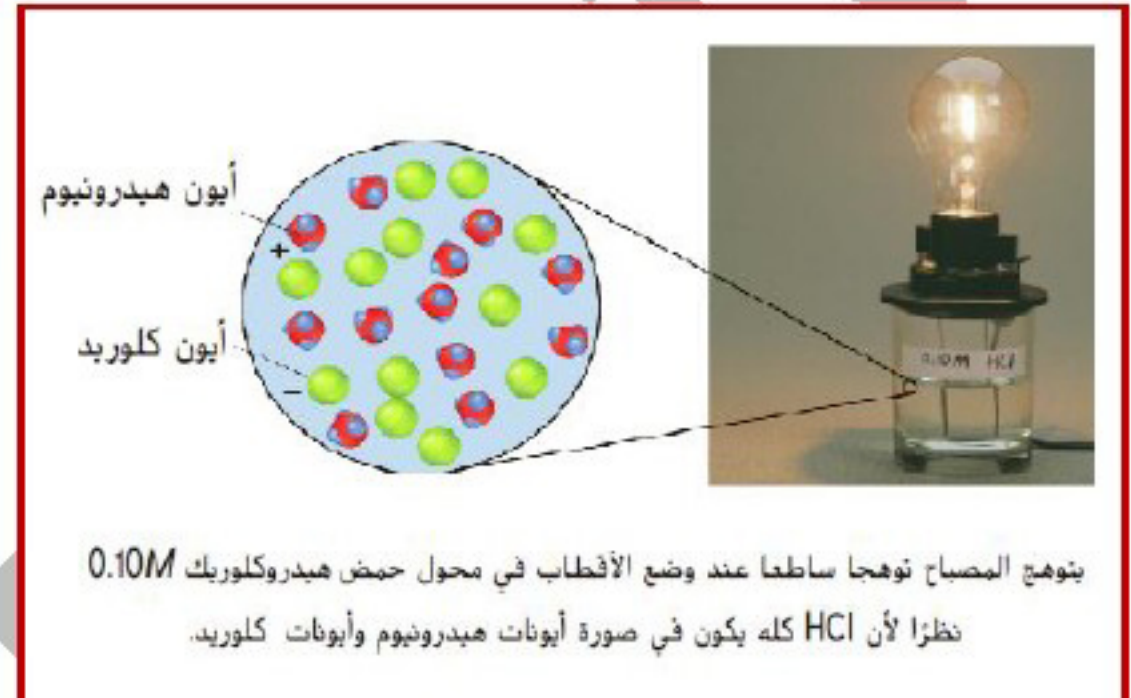 أيون هيدرونيوم
+
أيون كلوريد
−
0.10M HCl
يتوهج المصباح توهجا ساطعا عند وضع الأقطاب في محول حمض هيدروكلوريك 0.10M
نظرًا لأن HCl كله يكون في صورة أيونات هيدرونيوم وأيونات كلوريد.